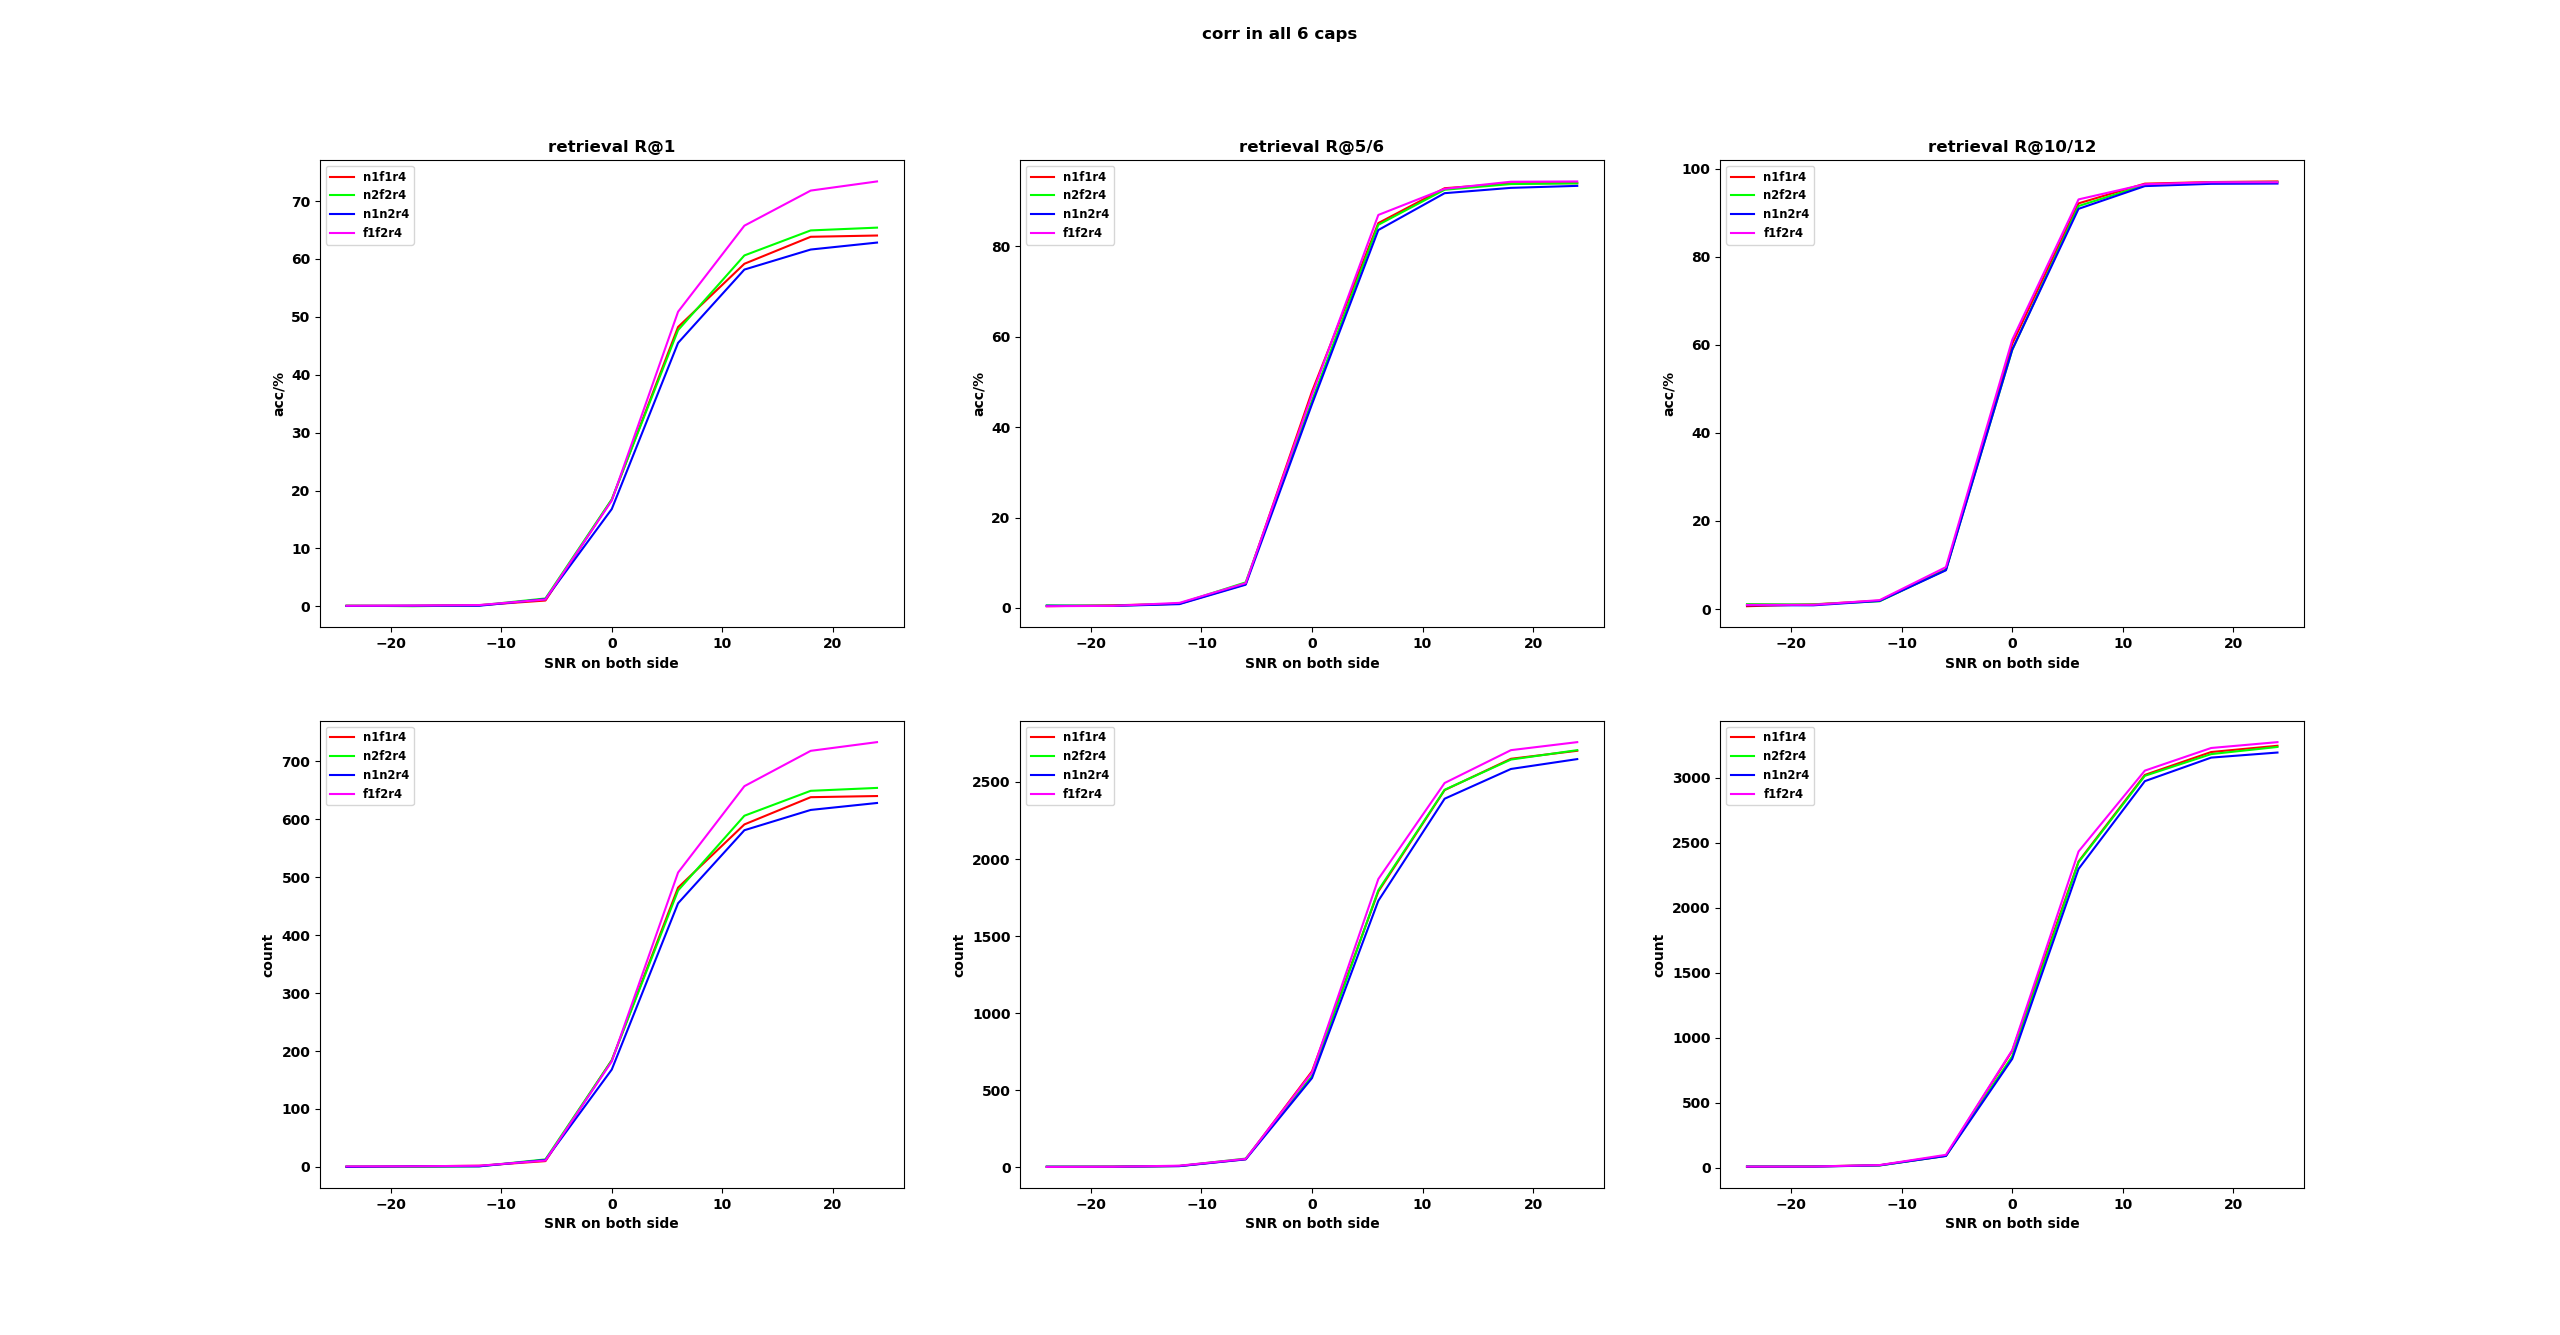 corr in all 6 caps
retrieval R@1
n1f1r4
n2f2r4
n1n2r4
f1f2r4
acc/%
70
60
50
40
30
20
10
0
−20 −10 0 10 20
SNR on both side
retrieval R@5/6
n1f1r4
n2f2r4
n1n2r4
f1f2r4
acc/%
80
60
40
20
0
−20 −10 0 10 20
SNR on both side
retrieval R@10/12
n1f1r4
n2f2r4
n1n2r4
f1f2r4
acc/%
100
80
60
40
20
0
−20 −10 0 10 20
SNR on both side
n1f1r4
n2f2r4
n1n2r4
f1f2r4
count
700
600
500
400
300
200
100
0
−20 −10 0 10 20
SNR on both side
n1f1r4
n2f2r4
n1n2r4
f1f2r4
count
2500
2000
1500
1000
500
0
−20 −10 0 10 20
SNR on both side
n1f1r4
n2f2r4
n1n2r4
f1f2r4
count
3000
2500
2000
1500
1000
500
0
−20 −10 0 10 20
SNR on both side